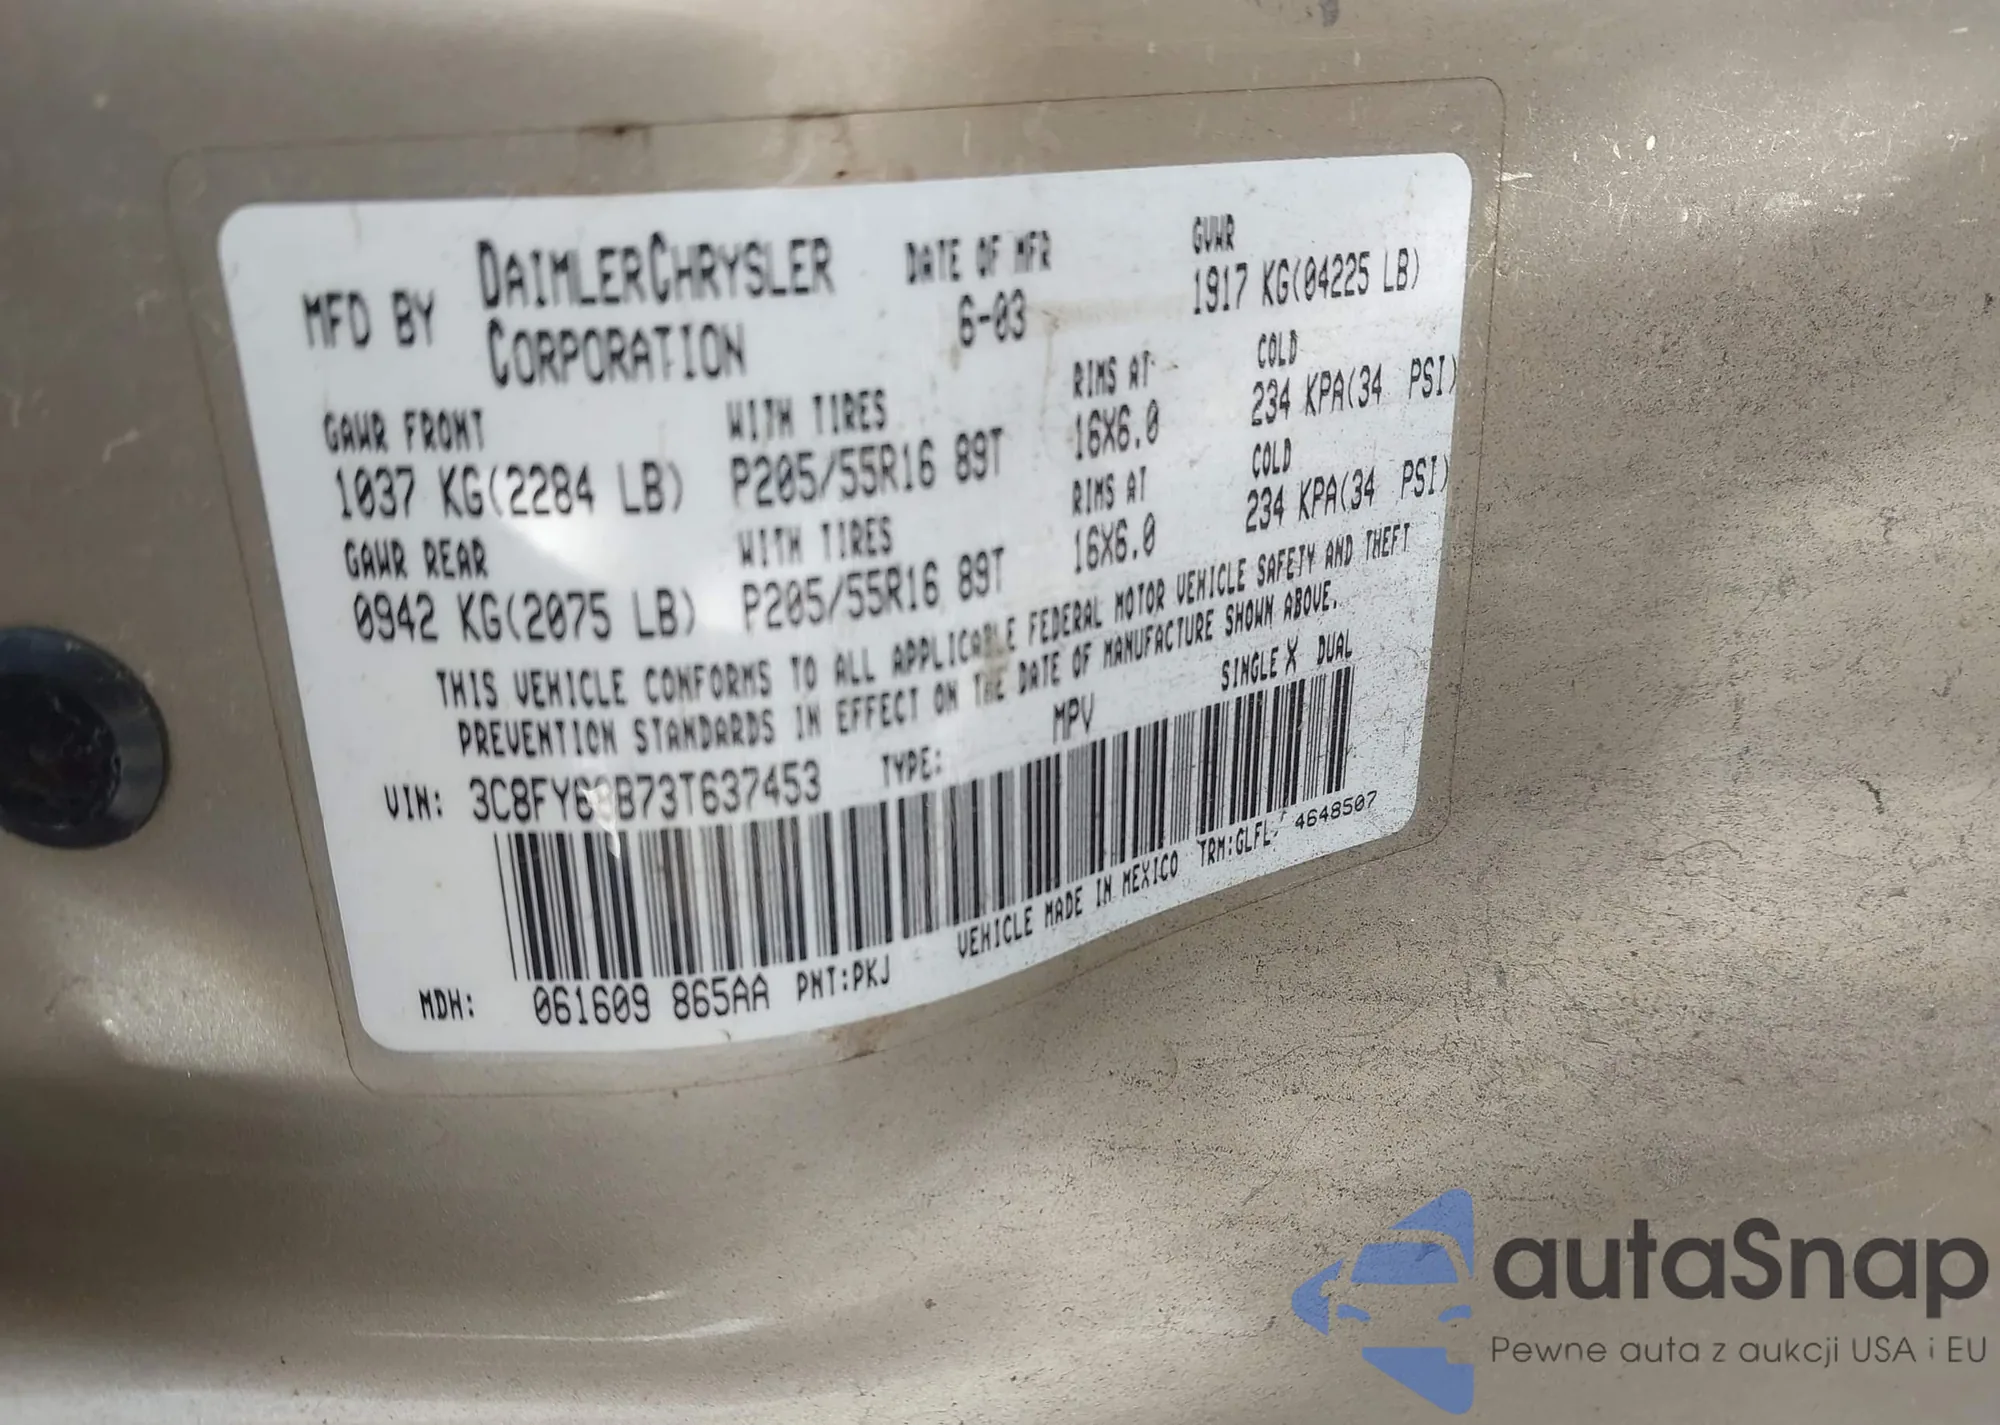 MFD BY DAIMLERCHRYSLER CORPORATION
DATE OF MFR
6-03
GVWR
1917 KG(04225 LB)
GAWR FRONT WITH TIRES RIMS AT COLD
1037 KG(2284 LB) P205/55R16 89T 16X6.0 234 KPA(34 PSI)
GAWR REAR WITH TIRES RIMS AT COLD
0942 KG(2075 LB) P205/55R16 89T 16X6.0 234 KPA(34 PSI)
THIS VEHICLE CONFORMS TO ALL APPLICABLE FEDERAL MOTOR VEHICLE SAFETY AND THEFT
PREVENTION STANDARDS IN EFFECT ON THE DATE OF MANUFACTURE SHOWN ABOVE.
VIN: TYPE: MPV SINGLE X DUAL
MDH: 061609 865AA PNT:PKJ VEHICLE MADE IN MEXICO TRM:GLFL- 4648507
autaSnap
Pewne auta z aukcji USA i EU